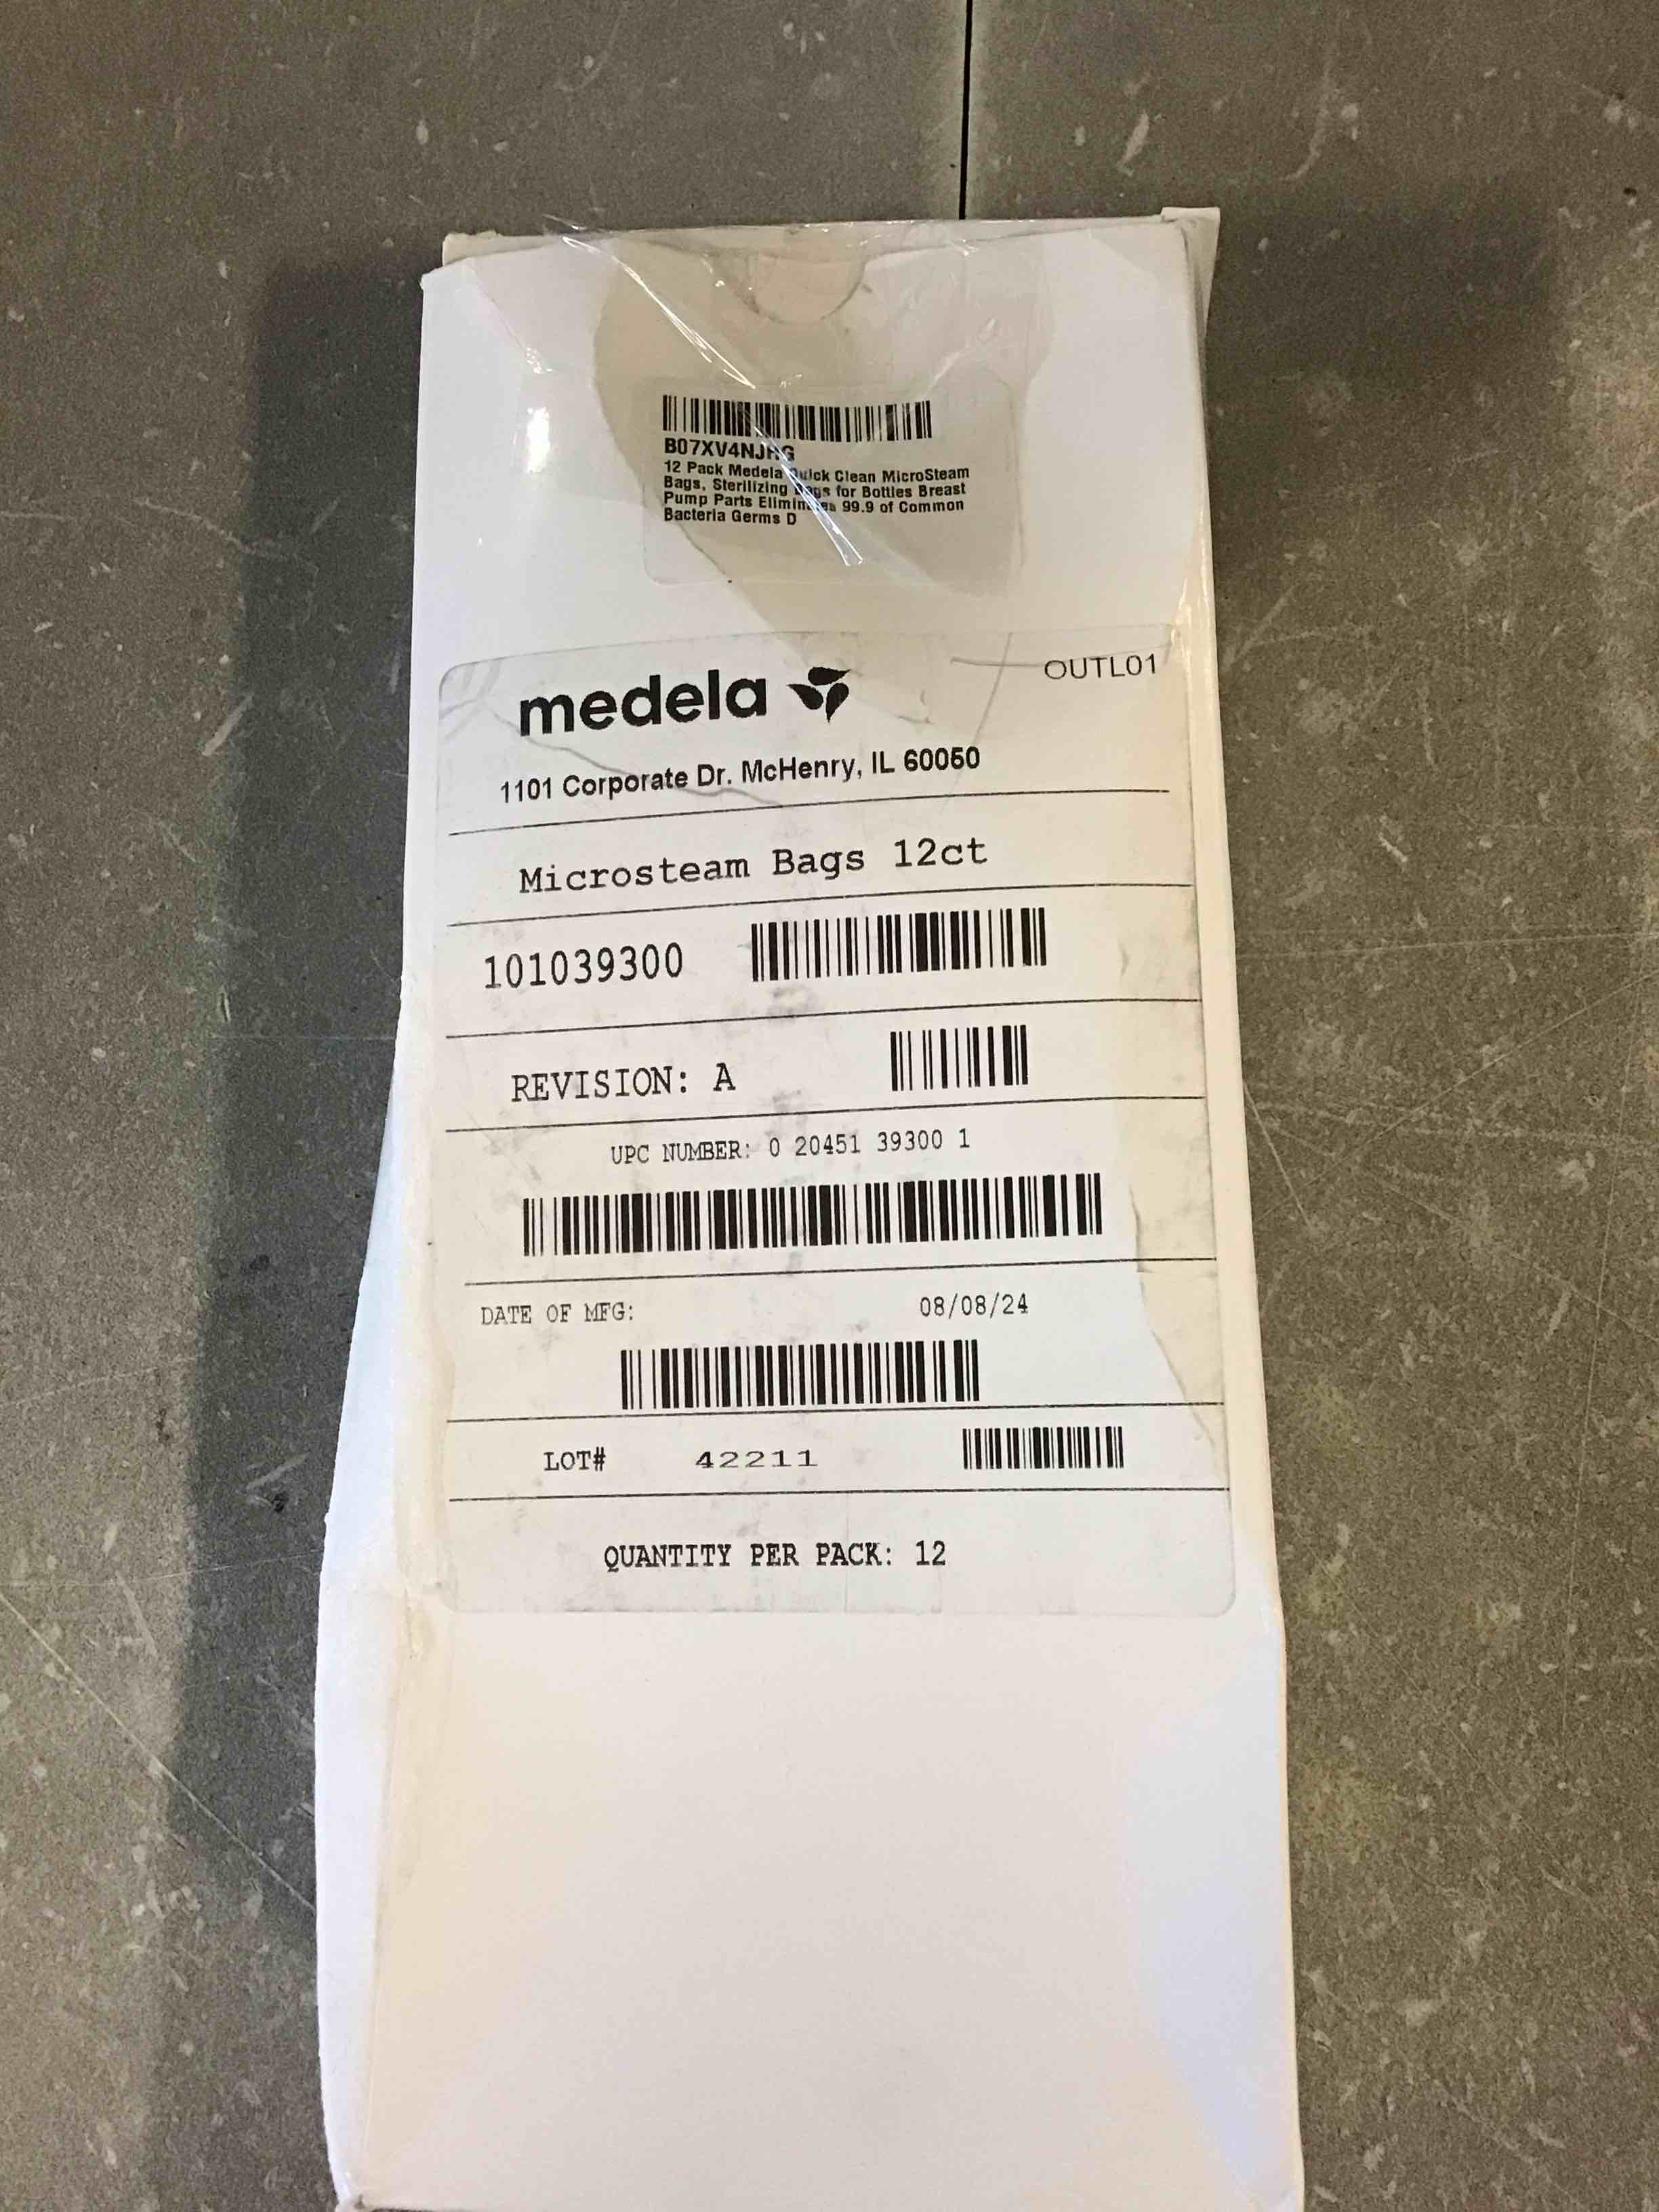 B07XV4NJHG
12 Pack Medela Quick Clean MicroSteam
Bags, Sterilizing Bags for Bottles Breast
Pump Parts Eliminates 99.9 of Common
Bacteria Germs D
medela
OUTL01
1101 Corporate Dr. McHenry, IL 60050
Microsteam Bags 12ct
101039300
REVISION: A
UPC NUMBER: 0 20451 39300 1
DATE OF MFG: 08/08/24
LOT# 42211
QUANTITY PER PACK: 12